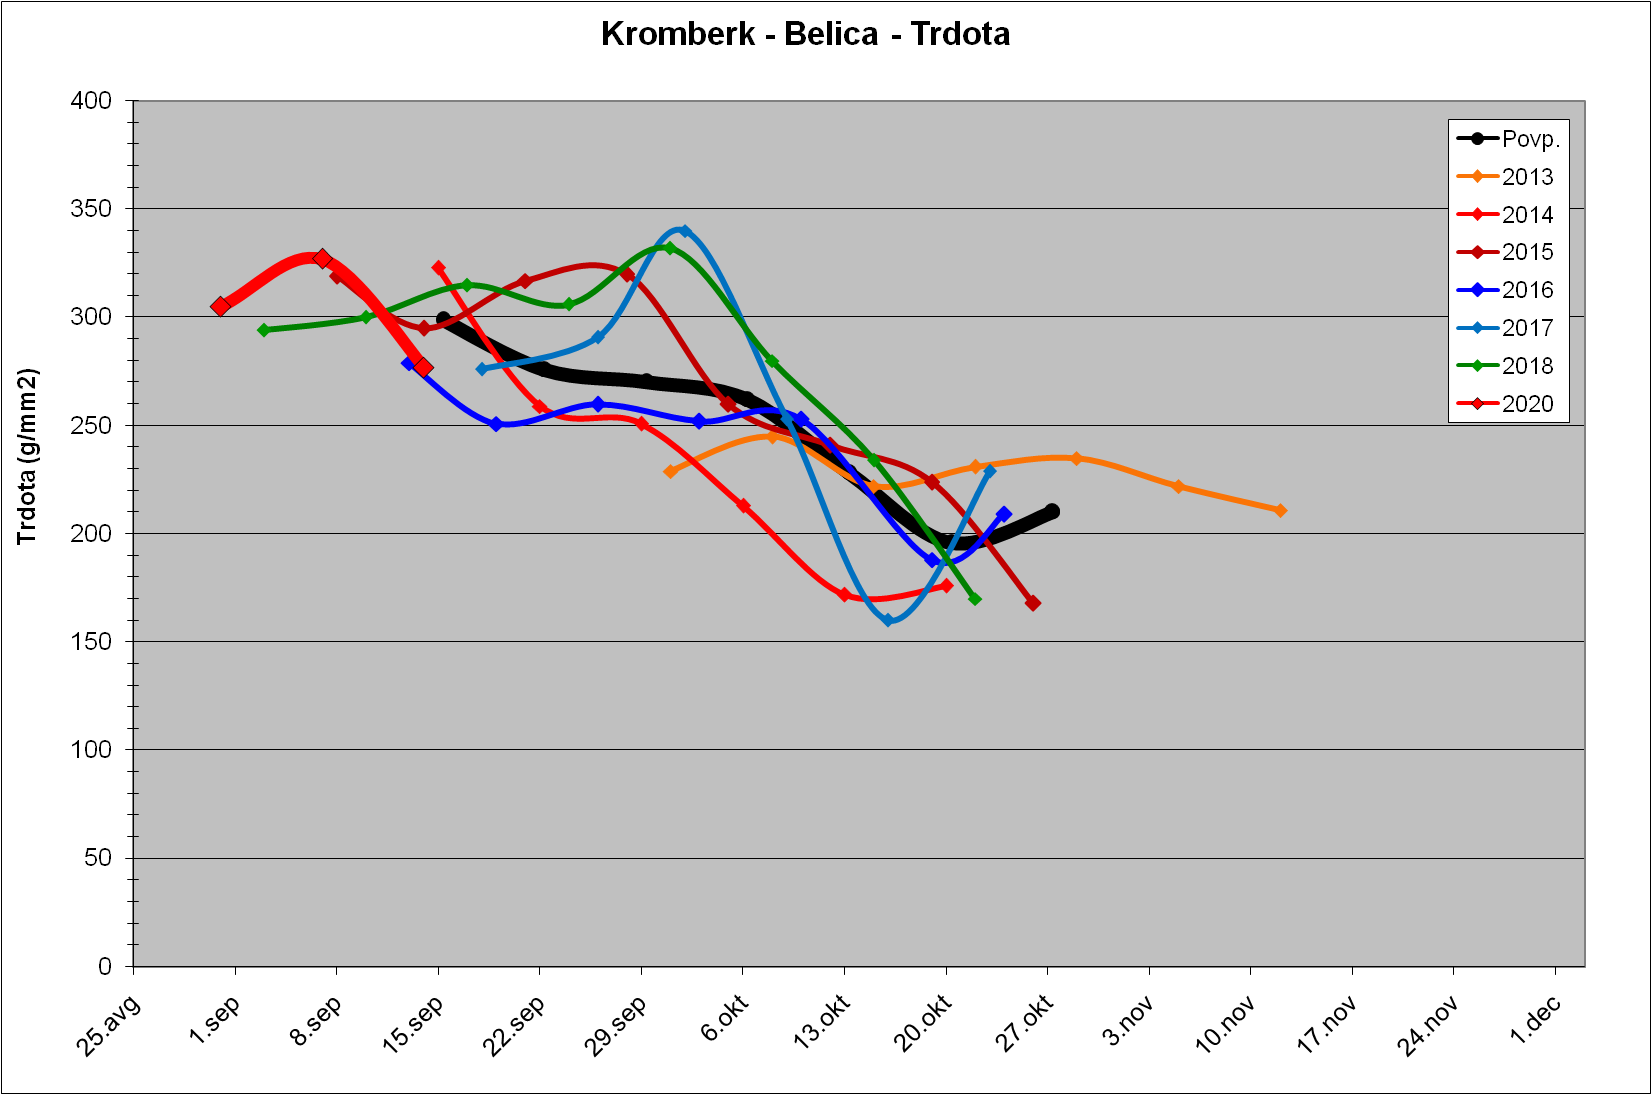 Kromberk - Belica - Trdota
Trdota (g/mm2)
400
350
300
250
200
150
100
50
0
25.avg
1.sep
8.sep
15.sep
22.sep
29.sep
6.okt
13.okt
20.okt
27.okt
3.nov
10.nov
17.nov
24.nov
1.dec
Povp.
2013
2014
2015
2016
2017
2018
2020